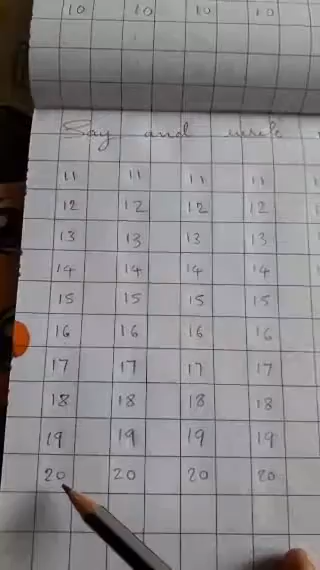 10 10 10 10
Say and write
11 11 11 11
12 12 12 12
13 13 13 13
14 14 14 14
15 15 15 15
16 16 16 16
17 17 17 17
18 18 18 18
19 19 19 19
20 20 20 20